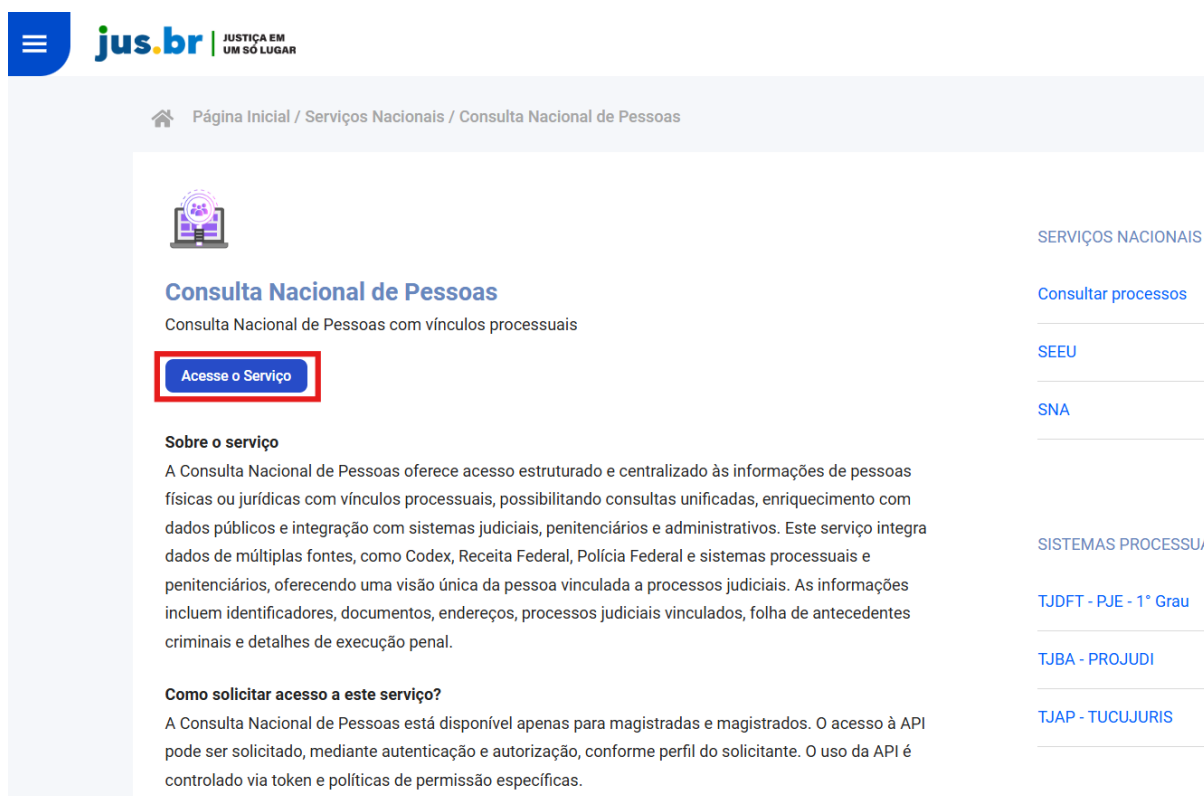 jus.br | JUSTIÇA EM
UM SÓ LUGAR
Página Inicial / Serviços Nacionais / Consulta Nacional de Pessoas
Consulta Nacional de Pessoas
Consulta Nacional de Pessoas com vínculos processuais
Acesse o Serviço
Sobre o serviço
A Consulta Nacional de Pessoas oferece acesso estruturado e centralizado às informações de pessoas
físicas ou jurídicas com vínculos processuais, possibilitando consultas unificadas, enriquecimento com
dados públicos e integração com sistemas judiciais, penitenciários e administrativos. Este serviço integra
dados de múltiplas fontes, como Codex, Receita Federal, Polícia Federal e sistemas processuais e
penitenciários, oferecendo uma visão única da pessoa vinculada a processos judiciais. As informações
incluem identificadores, documentos, endereços, processos judiciais vinculados, folha de antecedentes
criminais e detalhes de execução penal.
Como solicitar acesso a este serviço?
A Consulta Nacional de Pessoas está disponível apenas para magistradas e magistrados. O acesso à API
pode ser solicitado, mediante autenticação e autorização, conforme perfil do solicitante. O uso da API é
controlado via token e políticas de permissão específicas.
SERVIÇOS NACIONAIS
Consultar processos
SEEU
SNA
SISTEMAS PROCESSUA
TJDFT - PJE - 1° Grau
TJBA - PROJUDI
TJAP - TUCUJURIS